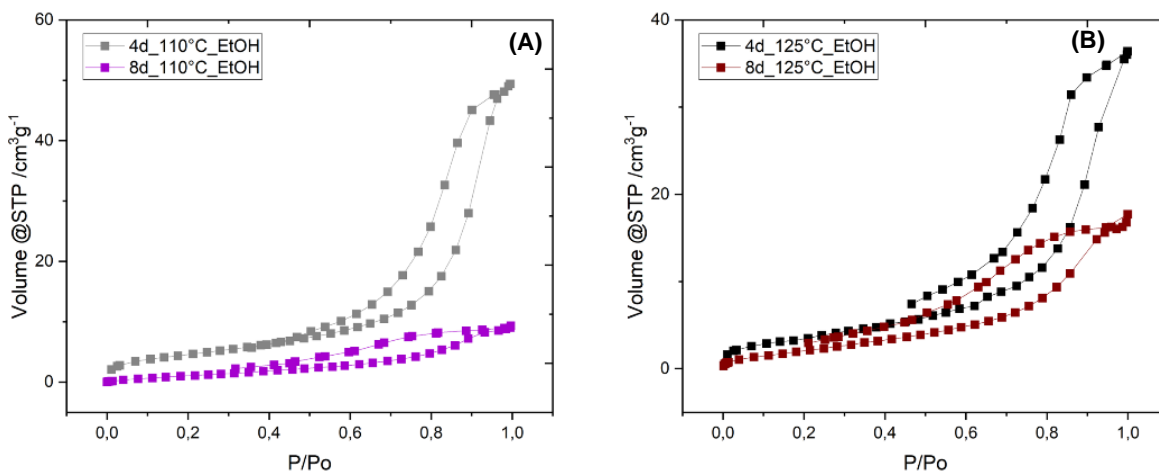 60
40
20
0
4d_110°C_EtOH
8d_110°C_EtOH
(A)
Volume @STP /cm³g⁻¹
0,0 0,2 0,4 0,6 0,8 1,0
P/Po
40
20
0
4d_125°C_EtOH
8d_125°C_EtOH
(B)
Volume @STP /cm³g⁻¹
0,0 0,2 0,4 0,6 0,8 1,0
P/Po